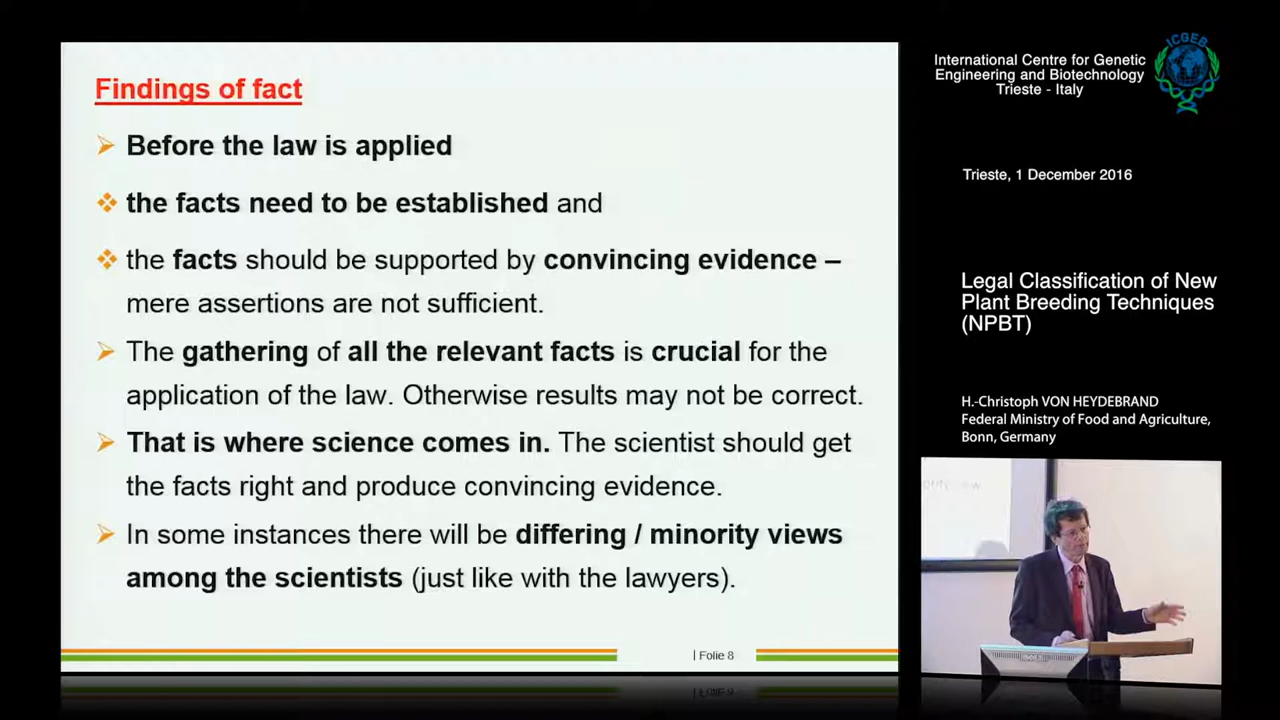 Findings of fact
Before the law is applied
the facts need to be established and
the facts should be supported by convincing evidence –
mere assertions are not sufficient.
The gathering of all the relevant facts is crucial for the
application of the law. Otherwise results may not be correct.
That is where science comes in. The scientist should get
the facts right and produce convincing evidence.
In some instances there will be differing / minority views
among the scientists (just like with the lawyers).
| Folie 8
International Centre for Genetic
Engineering and Biotechnology
Trieste - Italy
ICGEB
Trieste, 1 December 2016
Legal Classification of New
Plant Breeding Techniques
(NPBT)
H.-Christoph VON HEYDEBRAND
Federal Ministry of Food and Agriculture,
Bonn, Germany